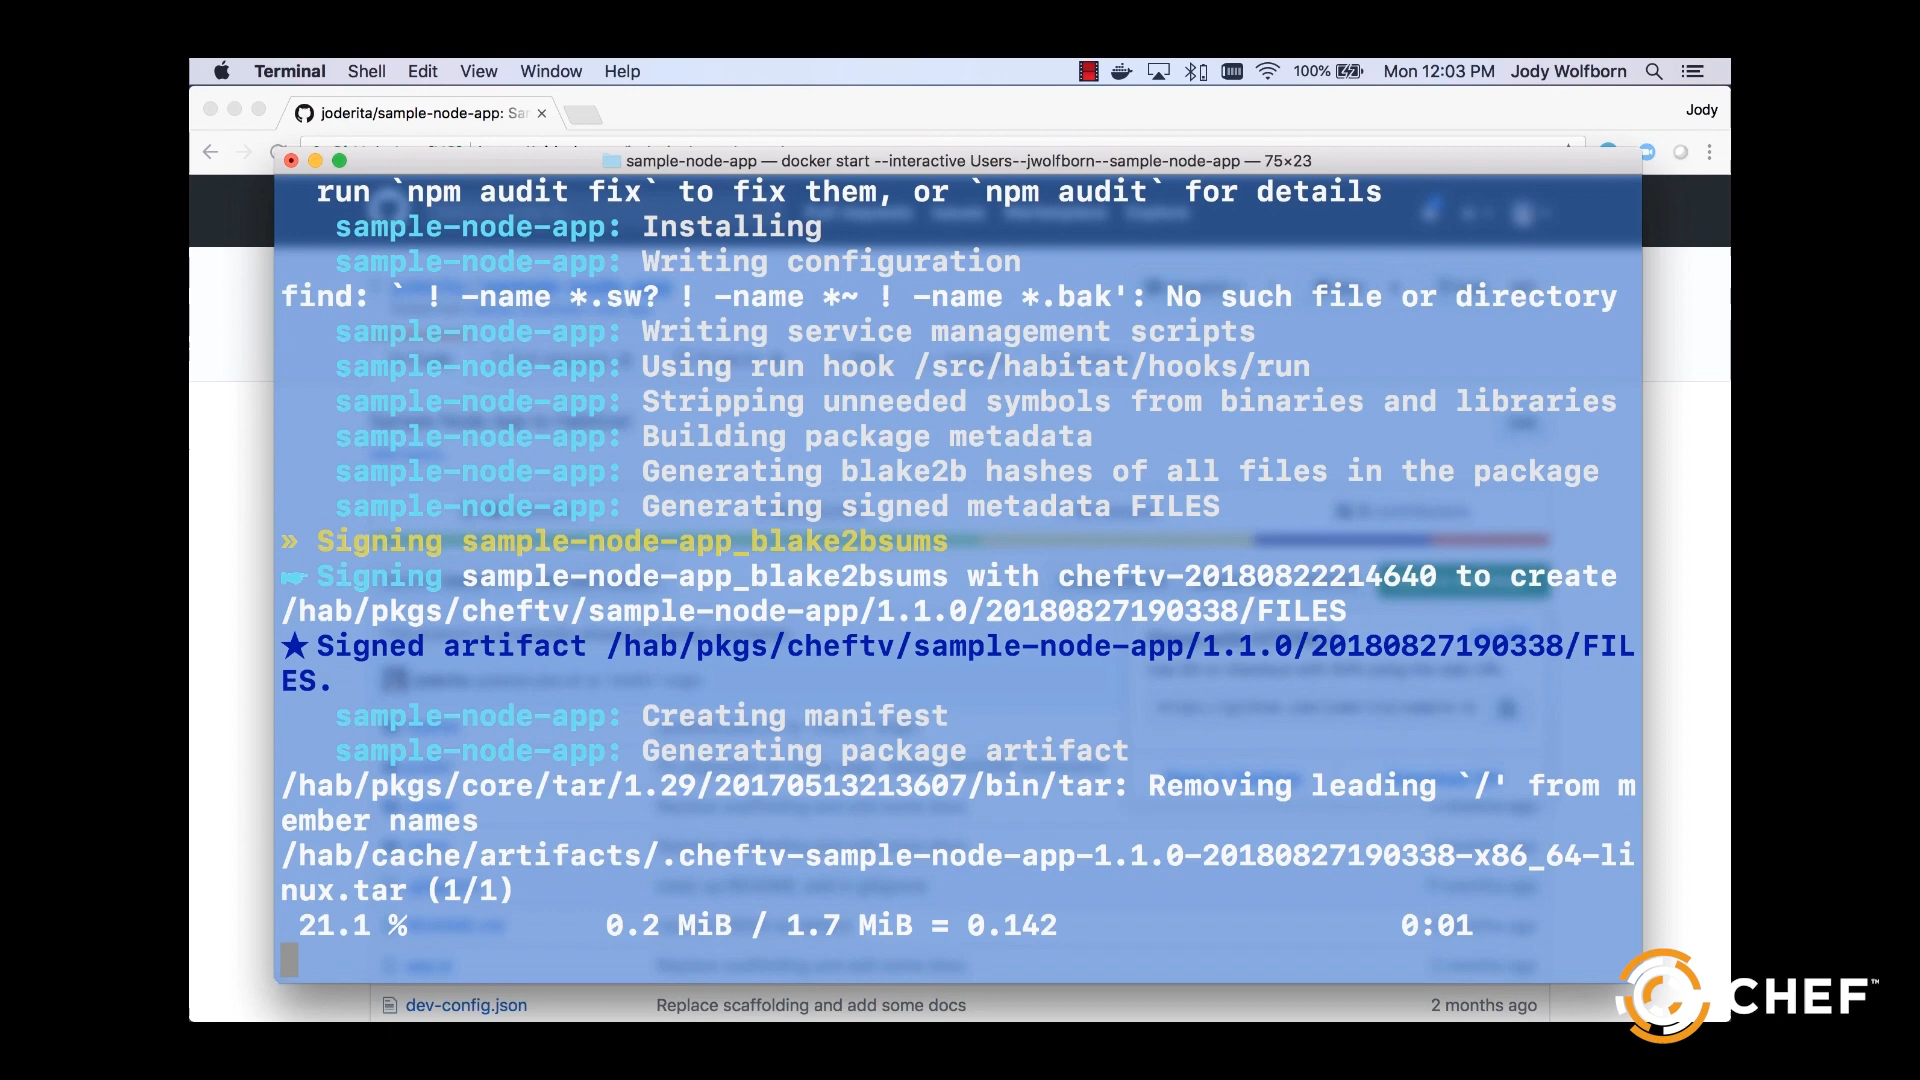 Terminal Shell Edit View Window Help 100% Mon 12:03 PM Jody Wolfborn
joderita/sample-node-app: Sa
Jody
sample-node-app — docker start --interactive Users--jwolfborn--sample-node-app — 75×23
run `npm audit fix` to fix them, or `npm audit` for details
sample-node-app: Installing
sample-node-app: Writing configuration
find: ` ! -name *.sw? ! -name *~ ! -name *.bak': No such file or directory
sample-node-app: Writing service management scripts
sample-node-app: Using run hook /src/habitat/hooks/run
sample-node-app: Stripping unneeded symbols from binaries and libraries
sample-node-app: Building package metadata
sample-node-app: Generating blake2b hashes of all files in the package
sample-node-app: Generating signed metadata FILES
» Signing sample-node-app_blake2bsums
☛ Signing sample-node-app_blake2bsums with cheftv-20180822214640 to create
/hab/pkgs/cheftv/sample-node-app/1.1.0/20180827190338/FILES
★ Signed artifact /hab/pkgs/cheftv/sample-node-app/1.1.0/20180827190338/FIL
ES.
sample-node-app: Creating manifest
sample-node-app: Generating package artifact
/hab/pkgs/core/tar/1.29/20170513213607/bin/tar: Removing leading `/' from m
ember names
/hab/cache/artifacts/.cheftv-sample-node-app-1.1.0-20180827190338-x86_64-li
nux.tar (1/1)
21.1 % 0.2 MiB / 1.7 MiB = 0.142 0:01
dev-config.json Replace scaffolding and add some docs 2 months ago
CHEF™